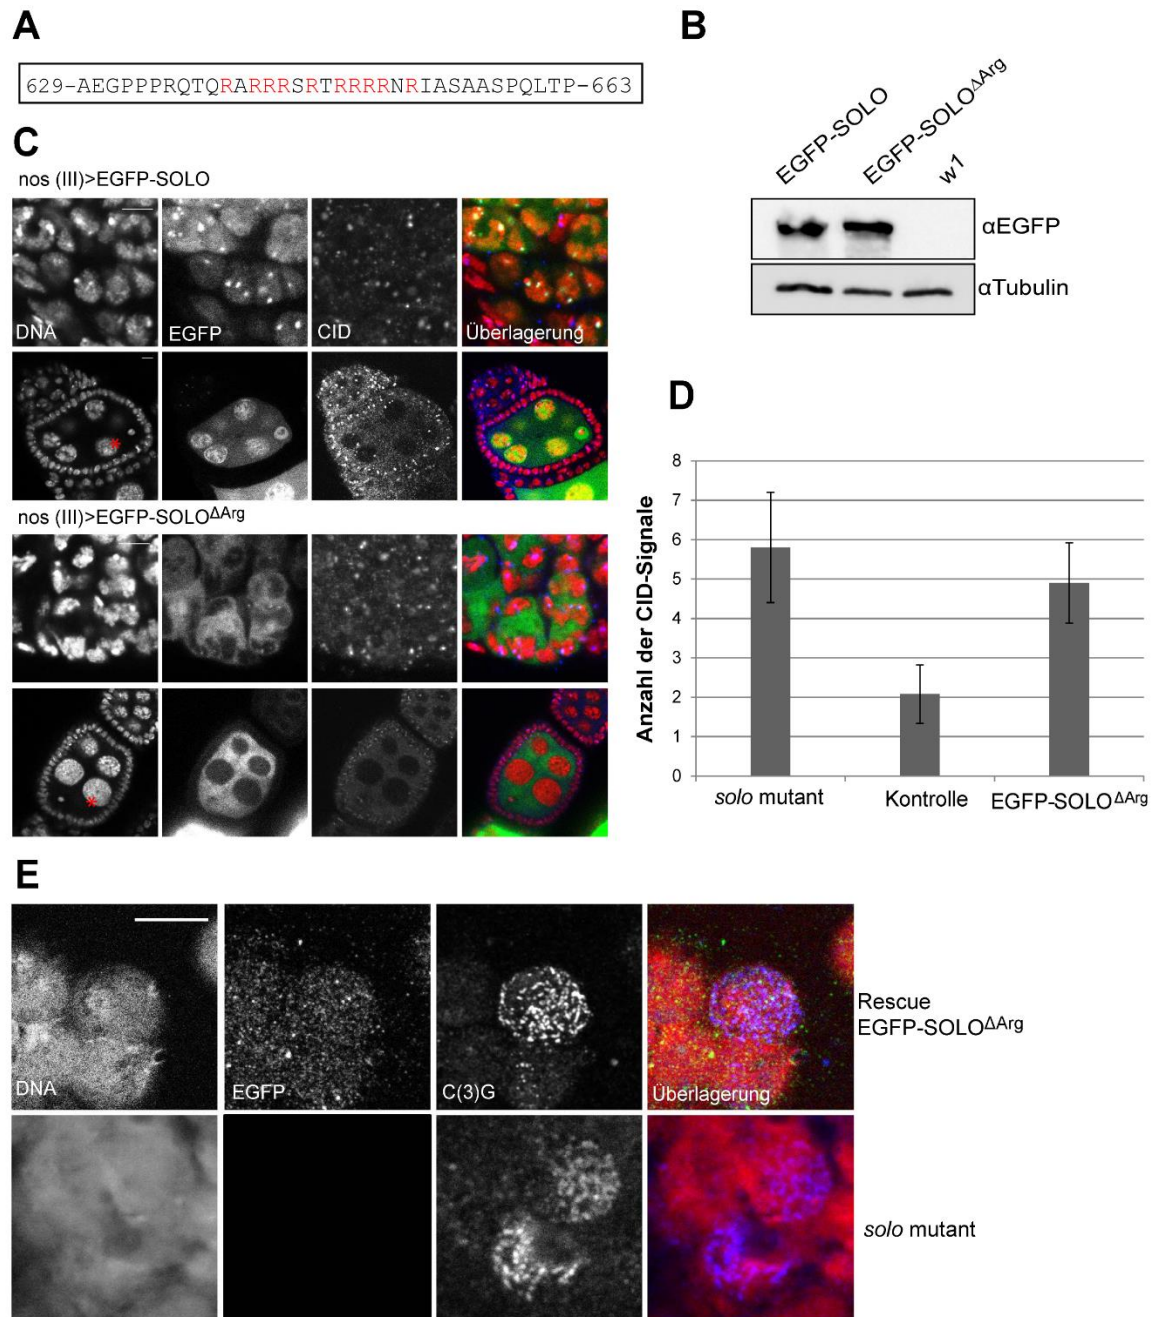 A
629-AEGPPPRQTQRARRRSRTRRRRNRIASAASPQLTP-663
B
EGFP-SOLO
EGFP-SOLOΔArg
w1
αEGFP
αTubulin
C
nos (III)>EGFP-SOLO
DNA
EGFP
CID
Überlagerung
*
nos (III)>EGFP-SOLOΔArg
*
D
Anzahl der CID-Signale
8
7
6
5
4
3
2
1
0
solo mutant
Kontrolle
EGFP-SOLOΔArg
E
DNA
EGFP
C(3)G
Überlagerung
Rescue
EGFP-SOLOΔArg
solo mutant